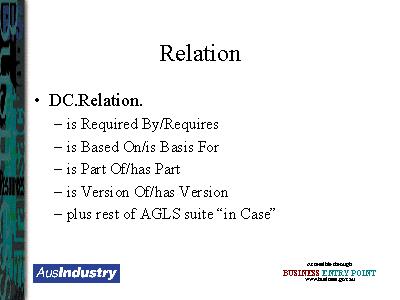 Relation
• DC.Relation.
– is Required By/Requires
– is Based On/is Basis For
– is Part Of/has Part
– is Version Of/has Version
– plus rest of AGLS suite “in Case”
AusIndustry
Accessible through
BUSINESS ENTRY POINT
www.business.gov.au